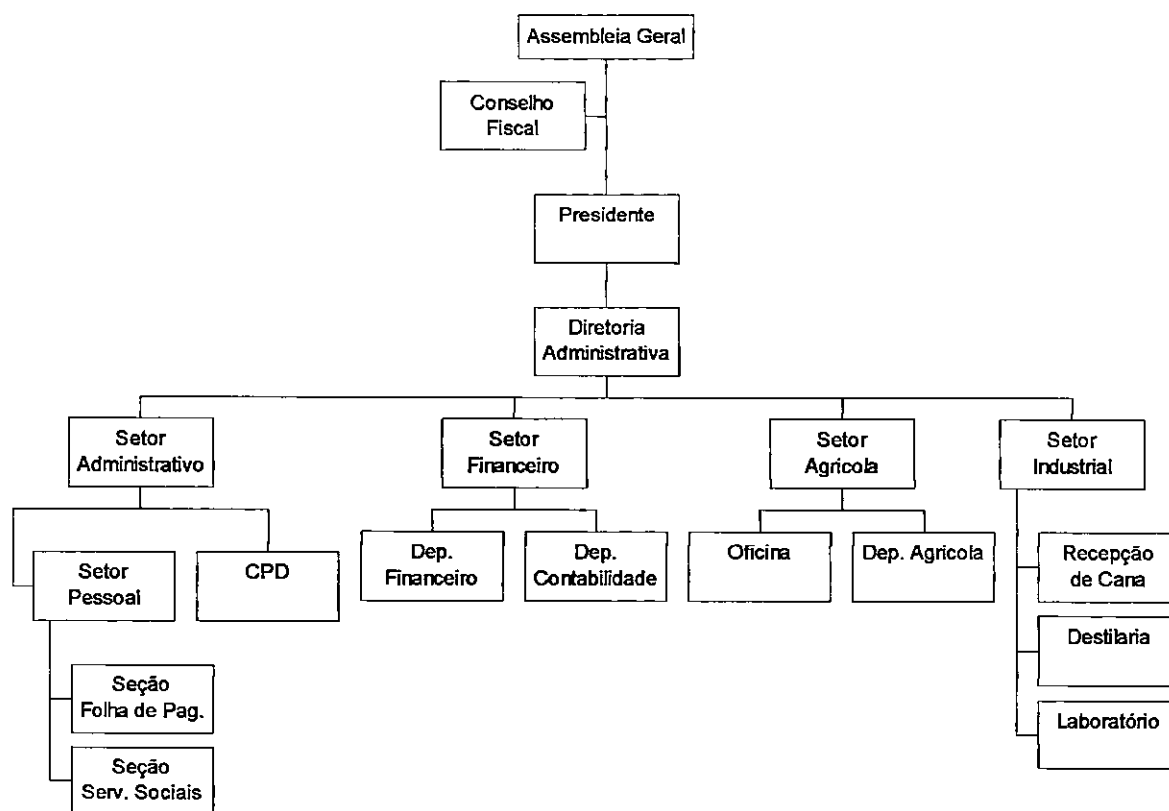 Assembleia Geral
Conselho
Fiscal
Presidente
Diretoria
Administrativa
Setor
Administrativo
Setor
Financeiro
Setor
Agrícola
Setor
Industrial
Setor
Pessoal
CPD
Dep.
Financeiro
Dep.
Contabilidade
Oficina
Dep. Agricola
Recepção
de Cana
Destilaria
Laboratório
Seção
Folha de Pag.
Seção
Serv. Sociais